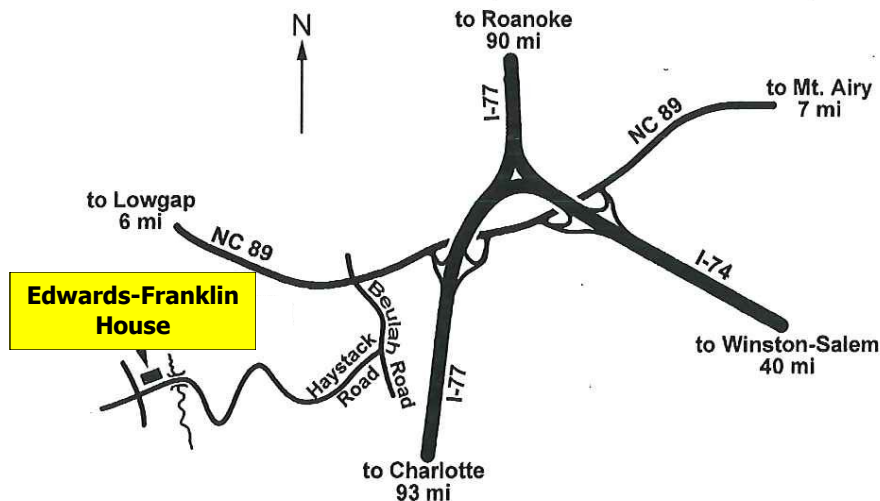 N
to Roanoke
90 mi
I-77
to Mt. Airy
7 mi
NC 89
to Lowgap
6 mi
NC 89
I-74
Edwards-Franklin
House
Beulah Road
Haystack
Road
I-77
to Winston-Salem
40 mi
to Charlotte
93 mi